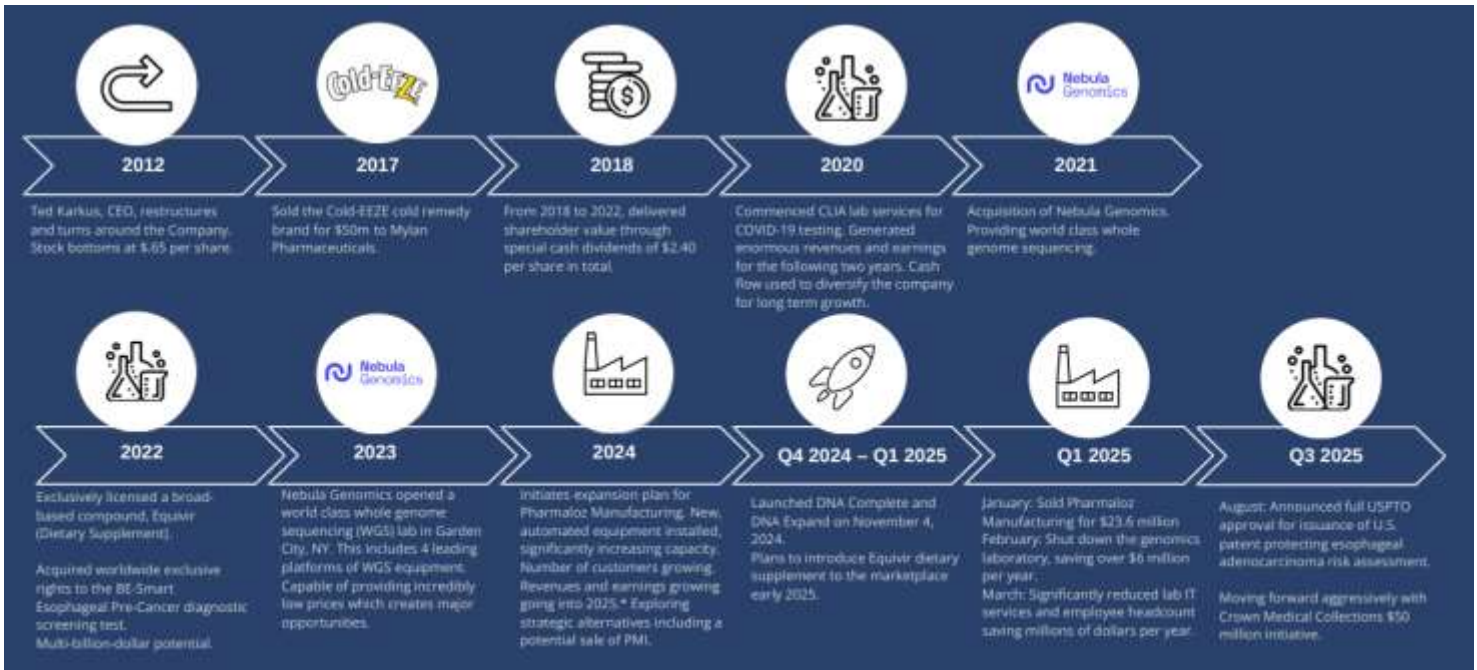 Cold-EEZE
Nebula
Genomics
2012
2017
2018
2020
2021
Ted Karkus, CEO, restructures
and turns around the Company.
Stock bottoms at $.65 per share.
Sold the Cold-EEZE cold remedy
brand for $50m to Mylan
Pharmaceuticals.
From 2018 to 2022, delivered
shareholder value through
special cash dividends of $2.40
per share in total.
Commenced CLIA lab services for
COVID-19 testing. Generated
enormous revenues and earnings
for the following two years. Cash
flow used to diversify the company
for long term growth.
Acquisition of Nebula Genomics.
Providing world class whole
genome sequencing.
Nebula
Genomics
2022
2023
2024
Q4 2024 – Q1 2025
Q1 2025
Q3 2025
Exclusively licensed a broad-
based compound, Equivir
(Dietary Supplement).
Acquired worldwide exclusive
rights to the BE-Smart
Esophageal Pre-Cancer diagnostic
screening test.
Multi-billion-dollar potential.
Nebula Genomics opened a
world class whole genome
sequencing (WGS) lab in Garden
City, NY. This includes 4 leading
platforms of WGS equipment.
Capable of providing incredibly
low prices which creates major
opportunities.
Initiates expansion plan for
Pharmaloz Manufacturing. New,
automated equipment installed,
significantly increasing capacity.
Number of customers growing.
Revenues and earnings growing
going into 2025.* Exploring
strategic alternatives including a
potential sale of PMI.
Launched DNA Complete and
DNA Expand on November 4,
2024.
Plans to introduce Equivir dietary
supplement to the marketplace
early 2025.
January: Sold Pharmaloz
Manufacturing for $23.6 million
February: Shut down the genomics
laboratory, saving over $6 million
per year.
March: Significantly reduced lab IT
services and employee headcount
saving millions of dollars per year.
August: Announced full USPTO
approval for issuance of U.S.
patent protecting esophageal
adenocarcinoma risk assessment.
Moving forward aggressively with
Crown Medical Collections $50
million initiative.